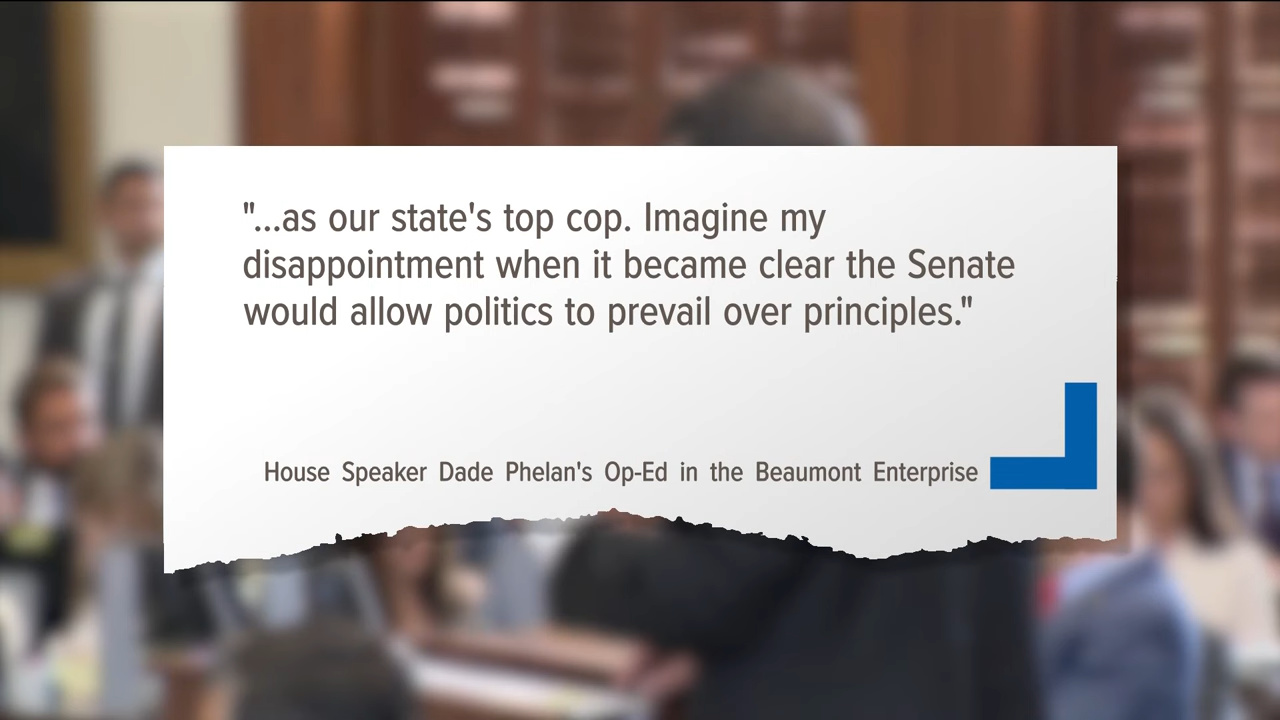 "...as our state's top cop. Imagine my
disappointment when it became clear the Senate
would allow politics to prevail over principles."
House Speaker Dade Phelan's Op-Ed in the Beaumont Enterprise